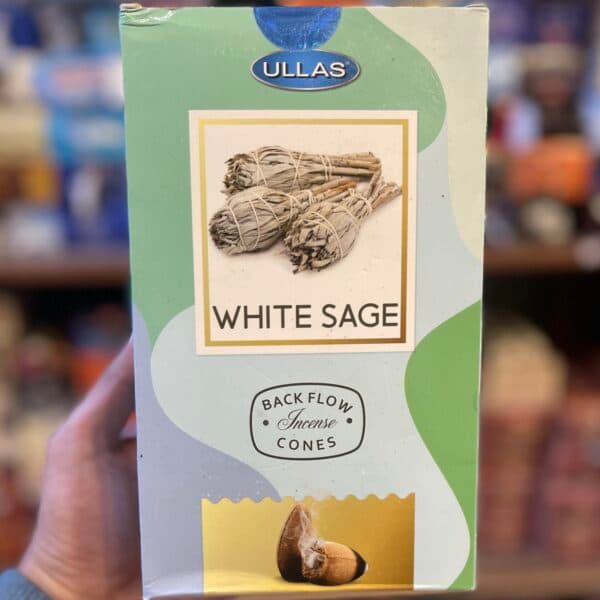 ULLAS®
WHITE SAGE
BACK FLOW
Incense
CONES